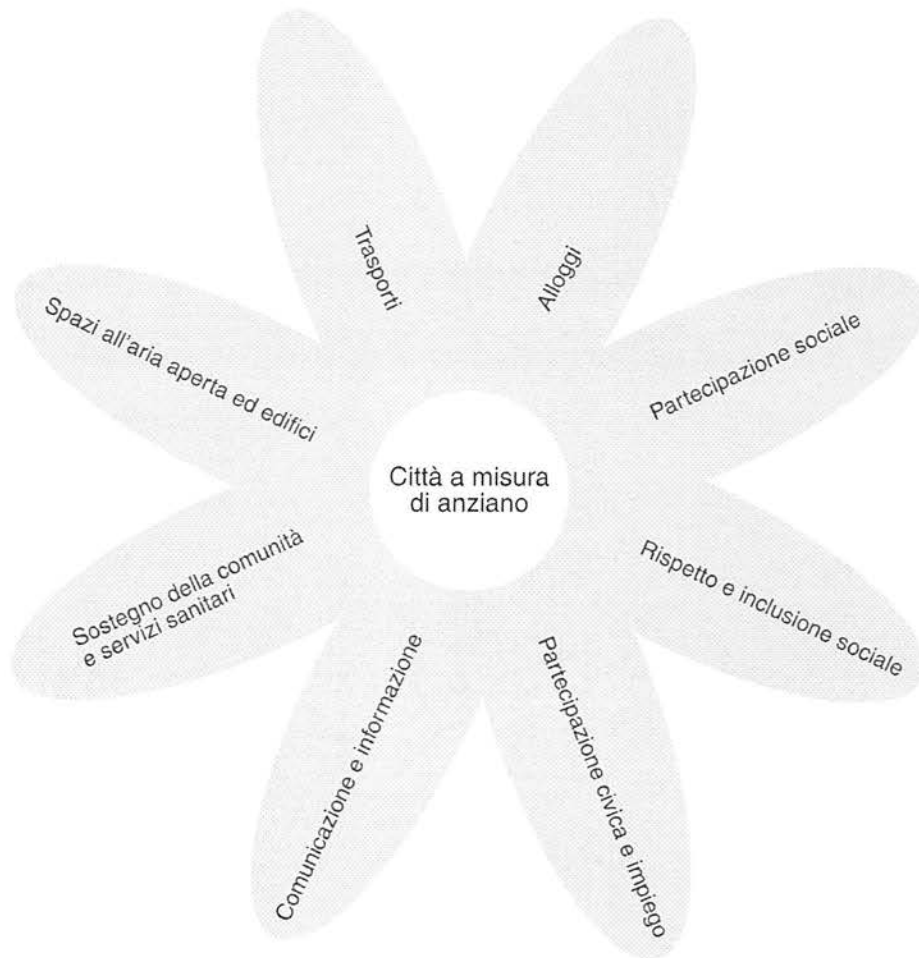 Trasporti
Alloggi
Partecipazione sociale
Rispetto e inclusione sociale
Partecipazione civica e impiego
Comunicazione e informazione
Sostegno della comunità
e servizi sanitari
Spazi all'aria aperta ed edifici
Città a misura
di anziano